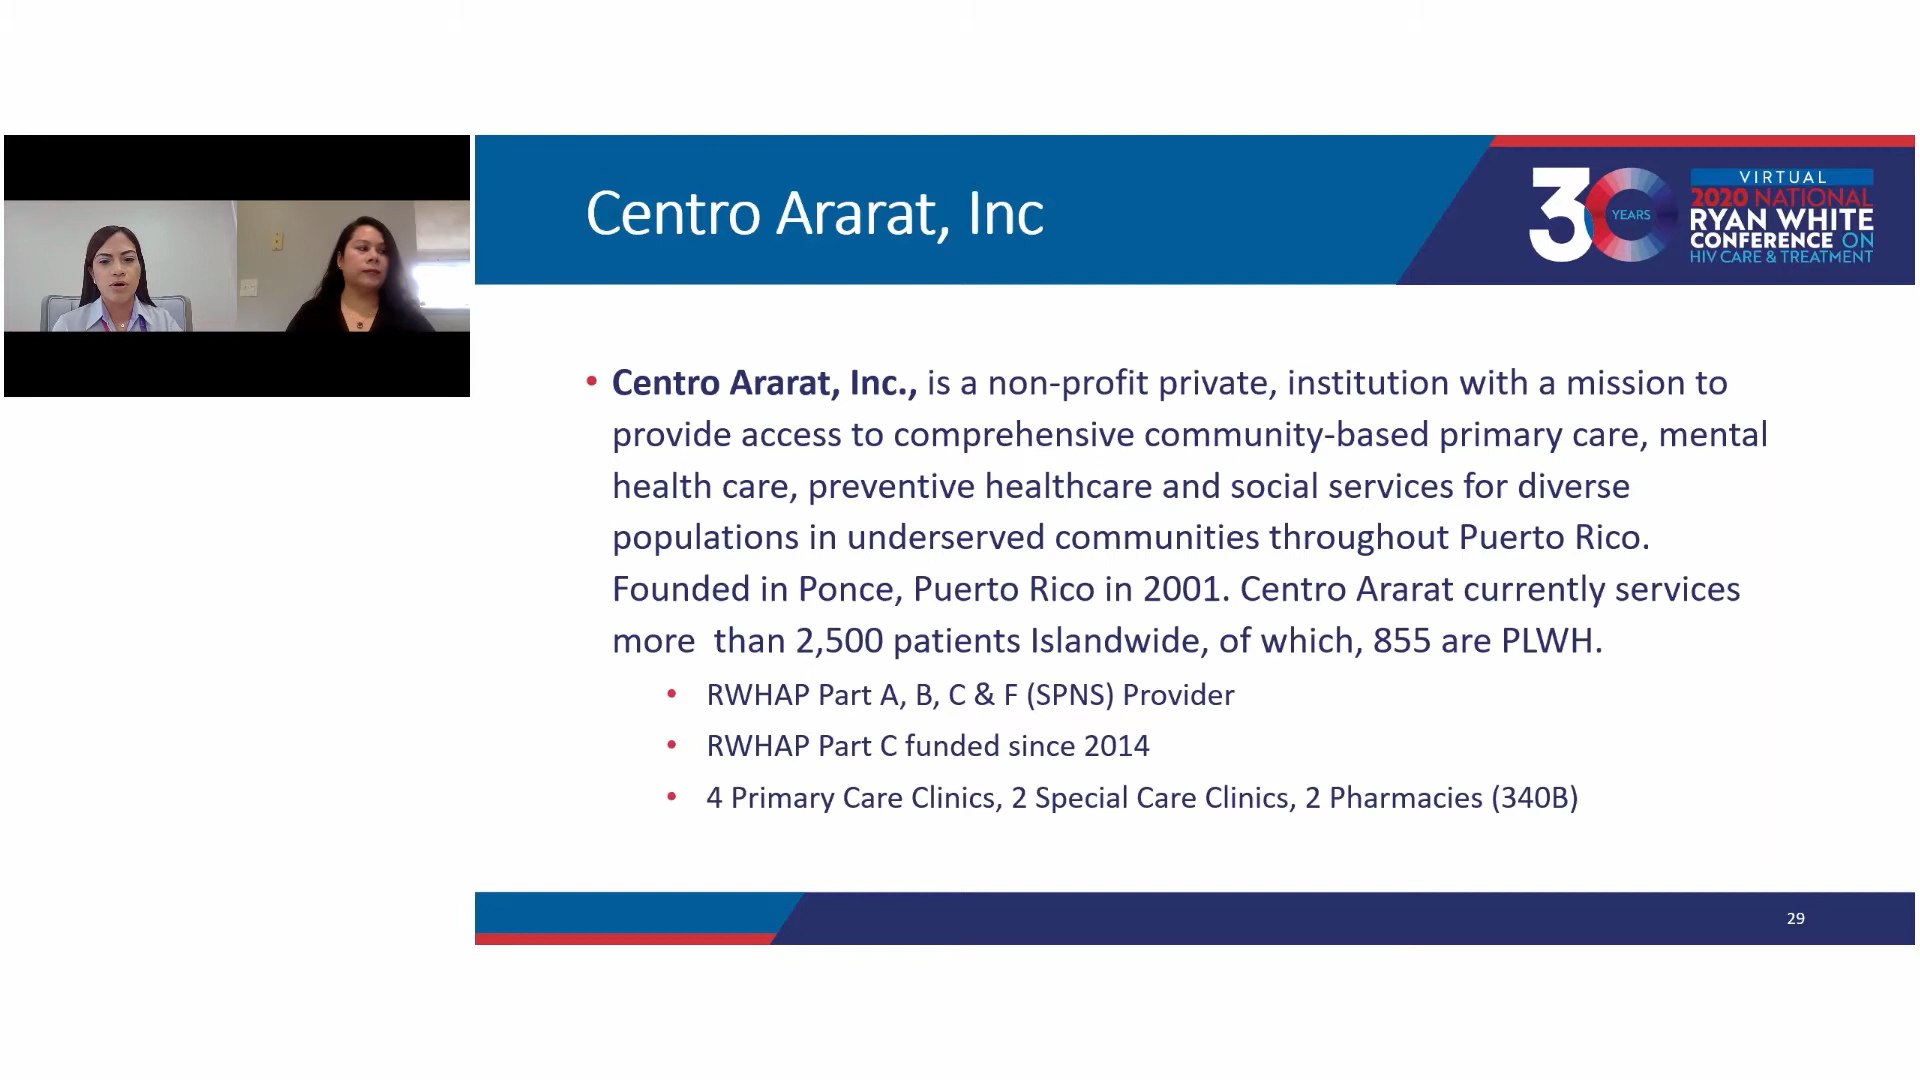 Centro Ararat, Inc
30
YEARS
VIRTUAL
2020 NATIONAL
RYAN WHITE
CONFERENCE ON
HIV CARE & TREATMENT
• Centro Ararat, Inc., is a non-profit private, institution with a mission to
provide access to comprehensive community-based primary care, mental
health care, preventive healthcare and social services for diverse
populations in underserved communities throughout Puerto Rico.
Founded in Ponce, Puerto Rico in 2001. Centro Ararat currently services
more than 2,500 patients Islandwide, of which, 855 are PLWH.
• RWHAP Part A, B, C & F (SPNS) Provider
• RWHAP Part C funded since 2014
• 4 Primary Care Clinics, 2 Special Care Clinics, 2 Pharmacies (340B)
29